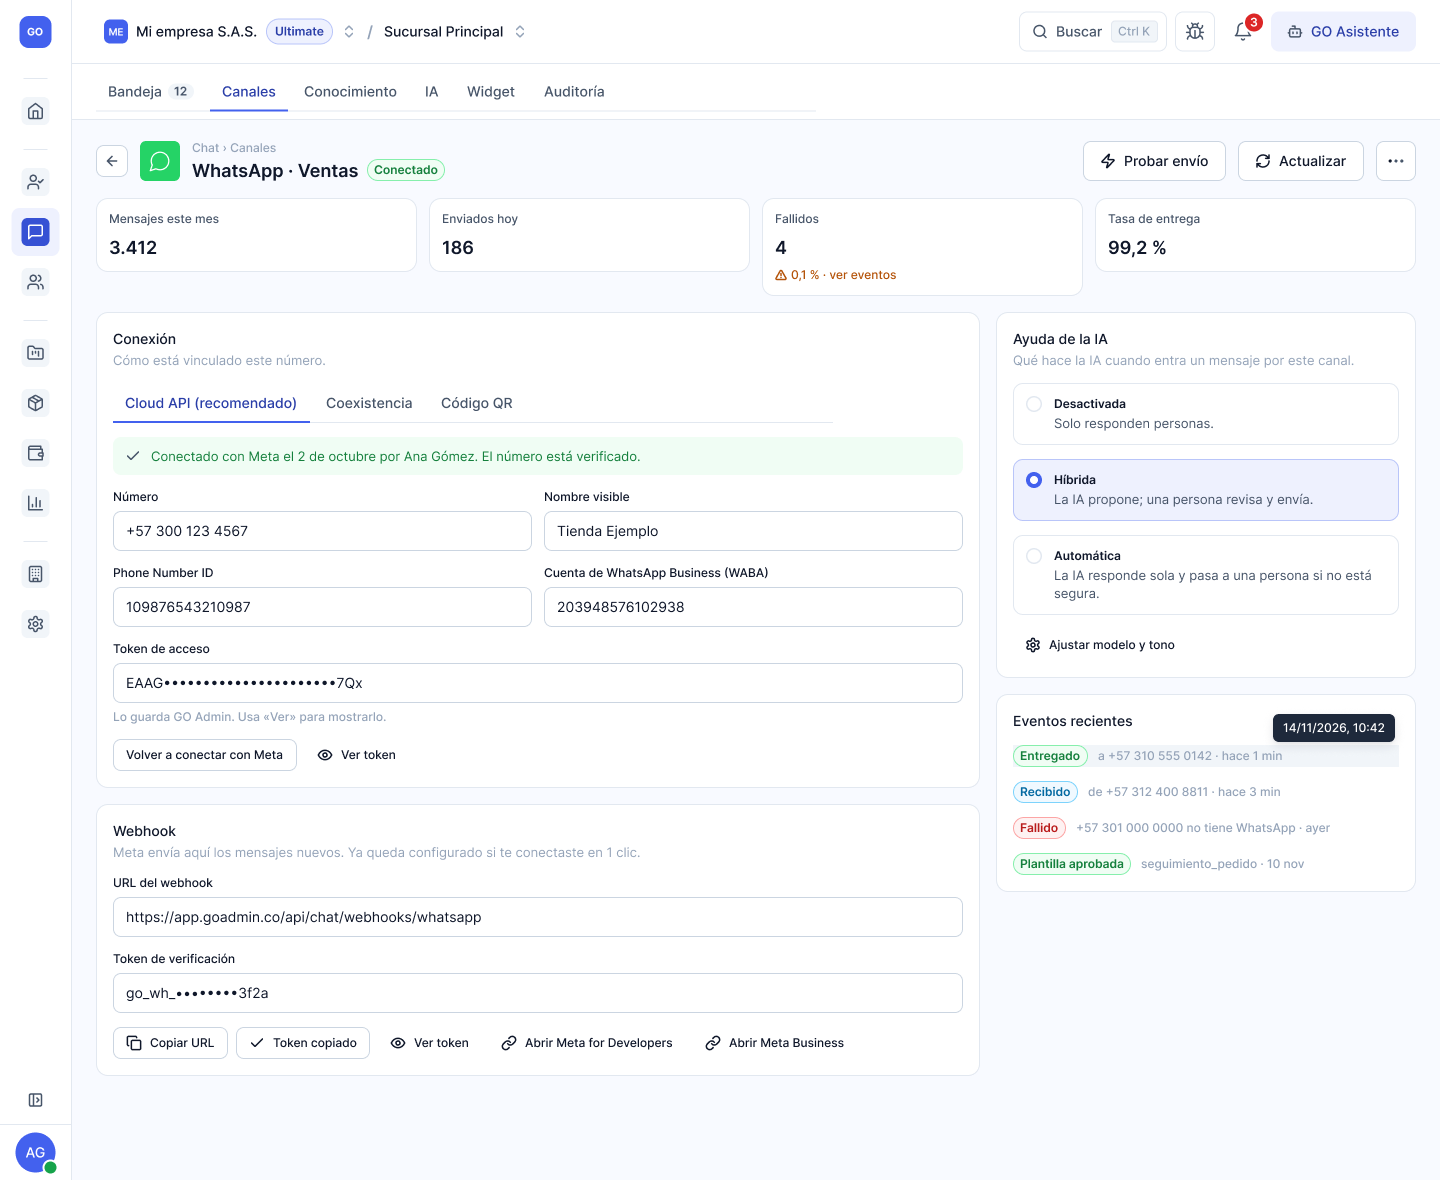 GO
ME Mi empresa S.A.S. Ultimate / Sucursal Principal
Buscar Ctrl K
3
GO Asistente
Bandeja 12 Canales Conocimiento IA Widget Auditoría
Chat › Canales
WhatsApp · Ventas Conectado
Probar envío
Actualizar
Mensajes este mes
3.412
Enviados hoy
186
Fallidos
4
0,1 % · ver eventos
Tasa de entrega
99,2 %
Conexión
Cómo está vinculado este número.
Cloud API (recomendado) Coexistencia Código QR
Conectado con Meta el 2 de octubre por Ana Gómez. El número está verificado.
Número
+57 300 123 4567
Nombre visible
Tienda Ejemplo
Phone Number ID
109876543210987
Cuenta de WhatsApp Business (WABA)
203948576102938
Token de acceso
EAAG••••••••••••••••••••••7Qx
Lo guarda GO Admin. Usa «Ver» para mostrarlo.
Volver a conectar con Meta Ver token
Webhook
Meta envía aquí los mensajes nuevos. Ya queda configurado si te conectaste en 1 clic.
URL del webhook
https://app.goadmin.co/api/chat/webhooks/whatsapp
Token de verificación
go_wh_••••••••3f2a
Copiar URL Token copiado Ver token Abrir Meta for Developers Abrir Meta Business
Ayuda de la IA
Qué hace la IA cuando entra un mensaje por este canal.
Desactivada
Solo responden personas.
Híbrida
La IA propone; una persona revisa y envía.
Automática
La IA responde sola y pasa a una persona si no está
segura.
Ajustar modelo y tono
Eventos recientes
14/11/2026, 10:42
Entregado a +57 310 555 0142 · hace 1 min
Recibido de +57 312 400 8811 · hace 3 min
Fallido +57 301 000 0000 no tiene WhatsApp · ayer
Plantilla aprobada seguimiento_pedido · 10 nov
AG